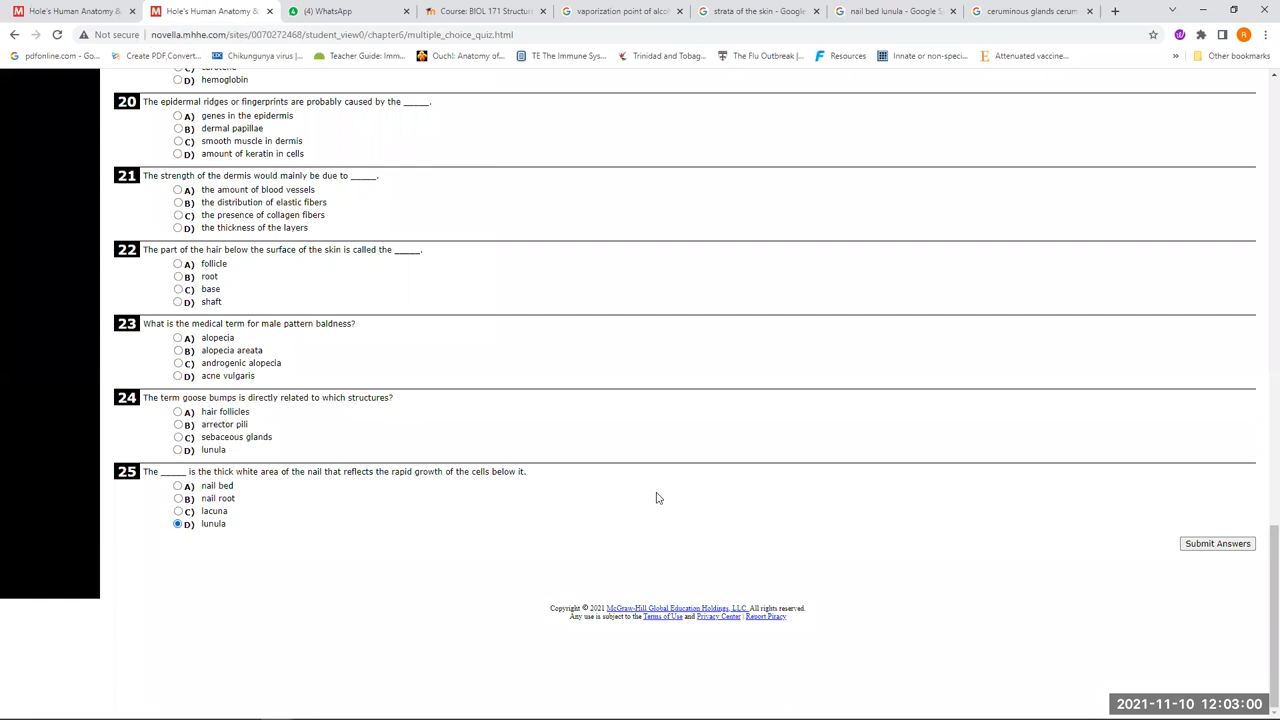 Hole's Human Anatomy &
Hole's Human Anatomy &
(4) WhatsApp
Course: BIOL 171 Structur
vaporization point of alcol
strata of the skin - Google
nail bed lunula - Google S
ceruminous glands cerum
Not secure
novella.mhhe.com/sites/0070272468/student_view0/chapter6/multiple_choice_quiz.html
pdfonline.com - Go...
Create PDF,Convert...
Chikungunya virus |...
Teacher Guide: Imm...
Ouch!: Anatomy of...
TE The Immune Sys...
Trinidad and Tobag...
The Flu Outbreak |...
Resources
Innate or non-speci...
Attenuated vaccine...
»
Other bookmarks
C) carotene
D) hemoglobin
20 The epidermal ridges or fingerprints are probably caused by the _____.
A) genes in the epidermis
B) dermal papillae
C) smooth muscle in dermis
D) amount of keratin in cells
21 The strength of the dermis would mainly be due to _____.
A) the amount of blood vessels
B) the distribution of elastic fibers
C) the presence of collagen fibers
D) the thickness of the layers
22 The part of the hair below the surface of the skin is called the _____.
A) follicle
B) root
C) base
D) shaft
23 What is the medical term for male pattern baldness?
A) alopecia
B) alopecia areata
C) androgenic alopecia
D) acne vulgaris
24 The term goose bumps is directly related to which structures?
A) hair follicles
B) arrector pili
C) sebaceous glands
D) lunula
25 The _____ is the thick white area of the nail that reflects the rapid growth of the cells below it.
A) nail bed
B) nail root
C) lacuna
D) lunula
Submit Answers
Copyright © 2021 McGraw-Hill Global Education Holdings, LLC. All rights reserved.
Any use is subject to the Terms of Use and Privacy Center | Report Piracy
2021-11-10 12:03:00